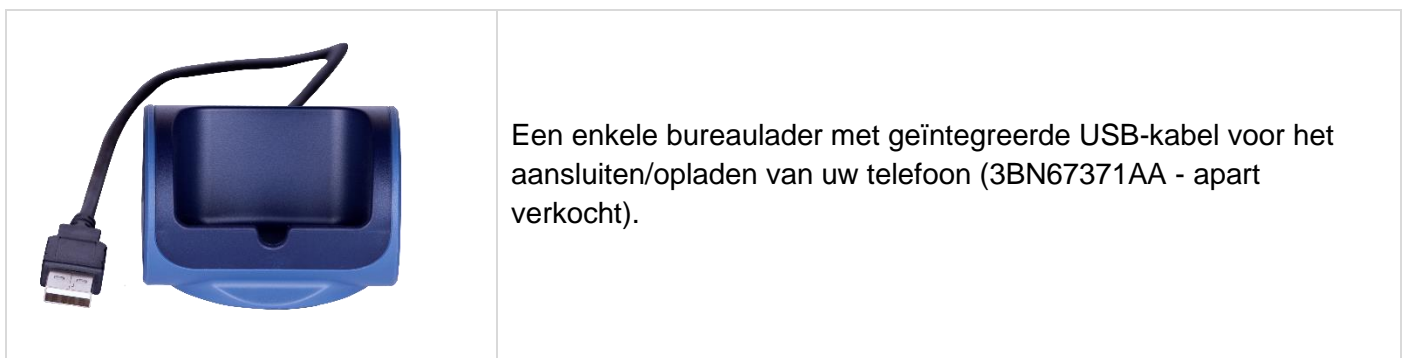 Een enkele bureaulader met geïntegreerde USB-kabel voor het
aansluiten/opladen van uw telefoon (3BN67371AA - apart
verkocht).